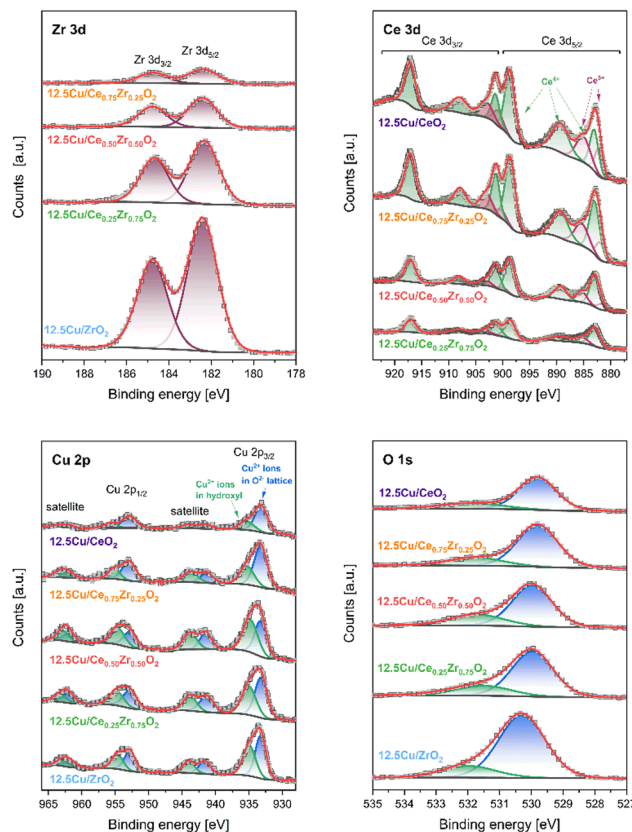 Zr 3d
Zr 3d₃/₂
Zr 3d₅/₂
12.5Cu/Ce₀.₇₅Zr₀.₂₅O₂
12.5Cu/Ce₀.₅₀Zr₀.₅₀O₂
12.5Cu/Ce₀.₂₅Zr₀.₇₅O₂
12.5Cu/ZrO₂
Counts [a.u.]
190 188 186 184 182 180 178
Binding energy [eV]
Ce 3d
Ce 3d₃/₂
Ce 3d₅/₂
Ce⁴⁺
Ce³⁺
12.5Cu/CeO₂
12.5Cu/Ce₀.₇₅Zr₀.₂₅O₂
12.5Cu/Ce₀.₅₀Zr₀.₅₀O₂
12.5Cu/Ce₀.₂₅Zr₀.₇₅O₂
Counts [a.u.]
920 915 910 905 900 895 890 885 880
Binding energy [eV]
Cu 2p
Cu 2p₃/₂
Cu 2p₁/₂
Cu²⁺ ions
in hydroxyl
Cu²⁺ Ions
in O²⁻ lattice
satellite
satellite
12.5Cu/CeO₂
12.5Cu/Ce₀.₇₅Zr₀.₂₅O₂
12.5Cu/Ce₀.₅₀Zr₀.₅₀O₂
12.5Cu/Ce₀.₂₅Zr₀.₇₅O₂
12.5Cu/ZrO₂
Counts [a.u.]
965 960 955 950 945 940 935 930
Binding energy [eV]
O 1s
12.5Cu/CeO₂
12.5Cu/Ce₀.₇₅Zr₀.₂₅O₂
12.5Cu/Ce₀.₅₀Zr₀.₅₀O₂
12.5Cu/Ce₀.₂₅Zr₀.₇₅O₂
12.5Cu/ZrO₂
Counts [a.u.]
535 534 533 532 531 530 529 528 527
Binding energy [eV]